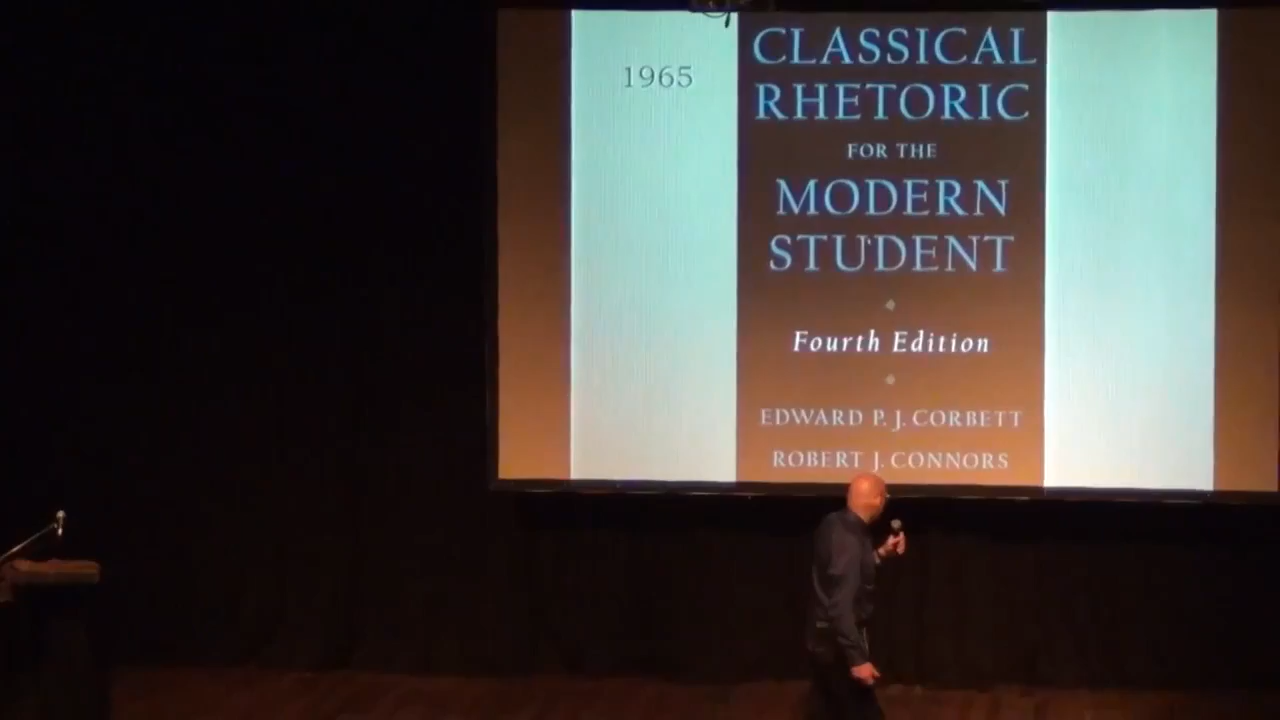 1965
CLASSICAL
RHETORIC
FOR THE
MODERN
STUDENT
Fourth Edition
EDWARD P. J. CORBETT
ROBERT J. CONNORS